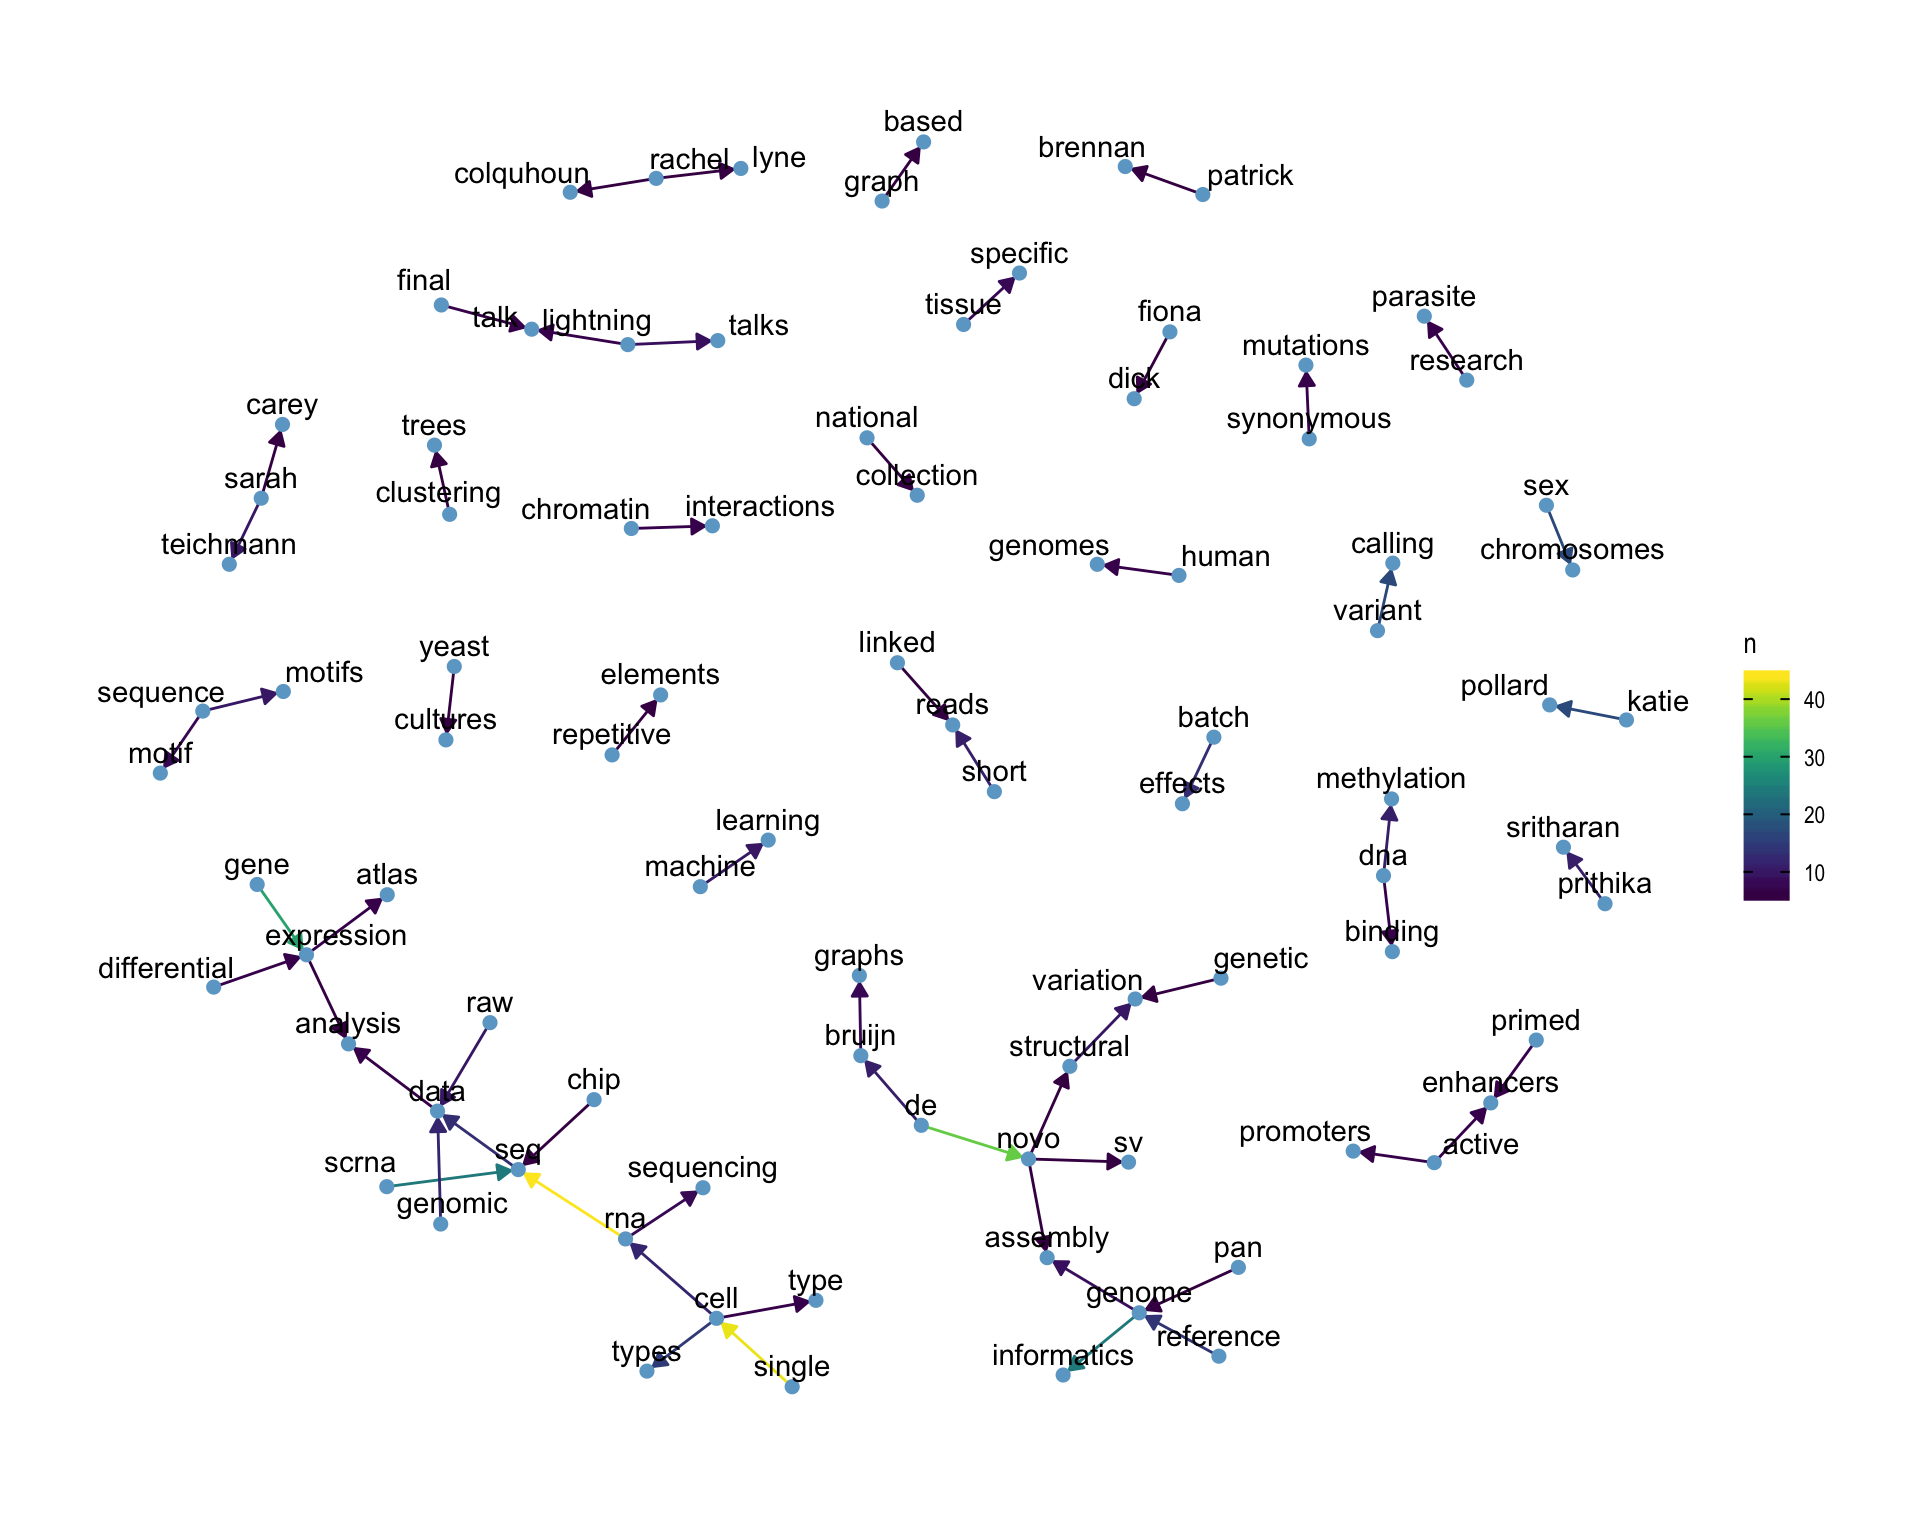 based
brennan
rachel
lyne
colquhoun
graph
patrick
specific
final
tissue
parasite
fiona
talk
lightning
talks
mutations
research
dick
carey
national
trees
synonymous
sarah
collection
sex
clustering
chromatin
interactions
teichmann
genomes
human
calling
chromosomes
variant
linked
n
yeast
motifs
elements
sequence
pollard
katie
reads
40
cultures
batch
repetitive
motif
30
short
methylation
effects
20
learning
sritharan
dna
machine
gene
atlas
10
prithika
expression
binding
graphs
genetic
differential
variation
raw
primed
analysis
bruijn
structural
chip
enhancers
data
de
promoters
novo
sv
active
seq
scrna
sequencing
genomic
rna
assembly
pan
type
cell
genome
reference
types
single
informatics